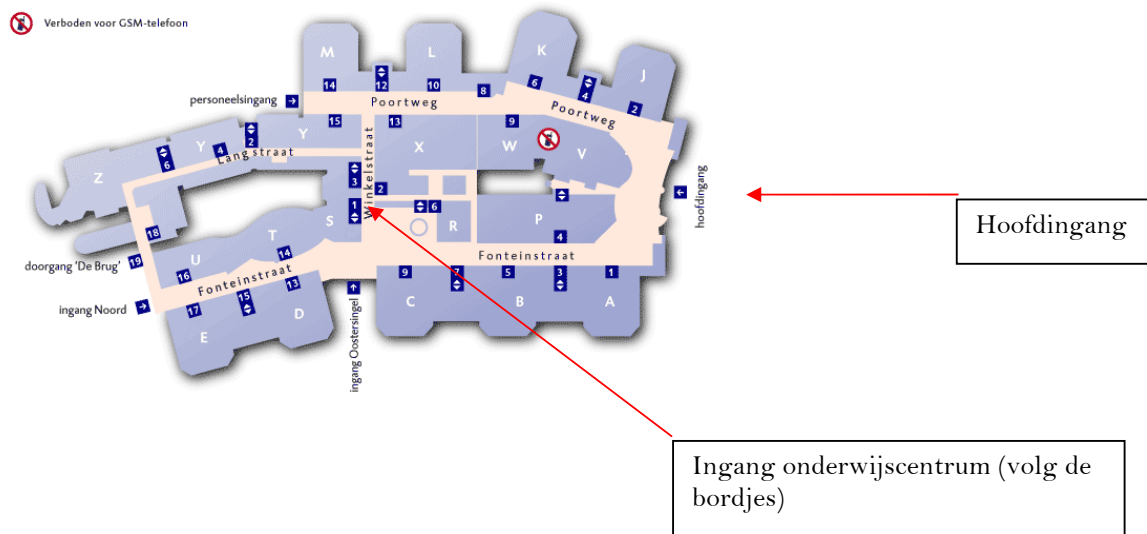 Verboden voor GSM-telefoon
M
L
K
J
14
12
10
8
6
4
2
personeelsingang
Poortweg
Poortweg
15
13
9
Y
X
W
V
Y
4
2
6
Langstraat
Z
3
Winkelstraat
2
1
6
S
R
P
4
hoofdingang
Hoofdingang
T
14
18
U
16
Fonteinstraat
Fonteinstraat
doorgang 'De Brug'
19
9
7
5
3
1
ingang Noord
17
15
13
C
B
A
E
D
ingang Oostersingel
Ingang onderwijscentrum (volg de
bordjes)